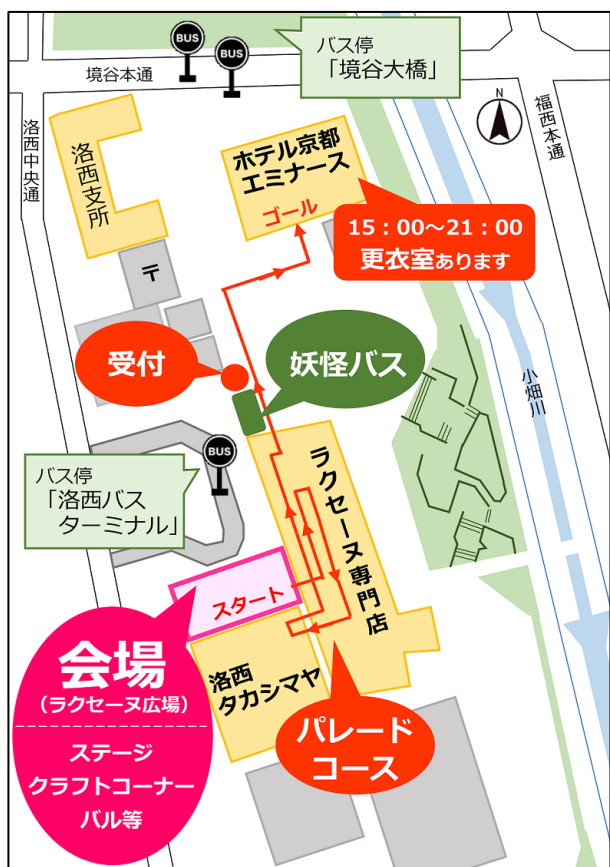 BUS
BUS
バス停
「境谷大橋」
境谷本通
N
洛西中央通
福西本通
洛西支所
ホテル京都
エミナース
ゴール
15：00～21：00
更衣室あります
〒
受付
妖怪バス
小畑川
BUS
バス停
「洛西バス
ターミナル」
ラクセーヌ専門店
スタート
会場
（ラクセーヌ広場）
ステージ
クラフトコーナー
バル等
洛西
タカシマヤ
パレード
コース